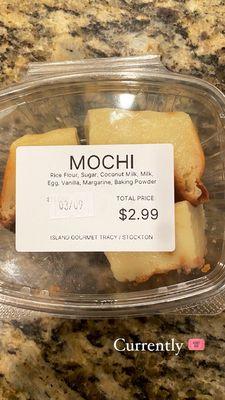 MOCHI
Rice Flour, Sugar, Coconut Milk, Milk,
Egg, Vanilla, Margarine, Baking Powder
$ 03/09
TOTAL PRICE
$2.99
ISLAND GOURMET TRACY / STOCKTON
Currently